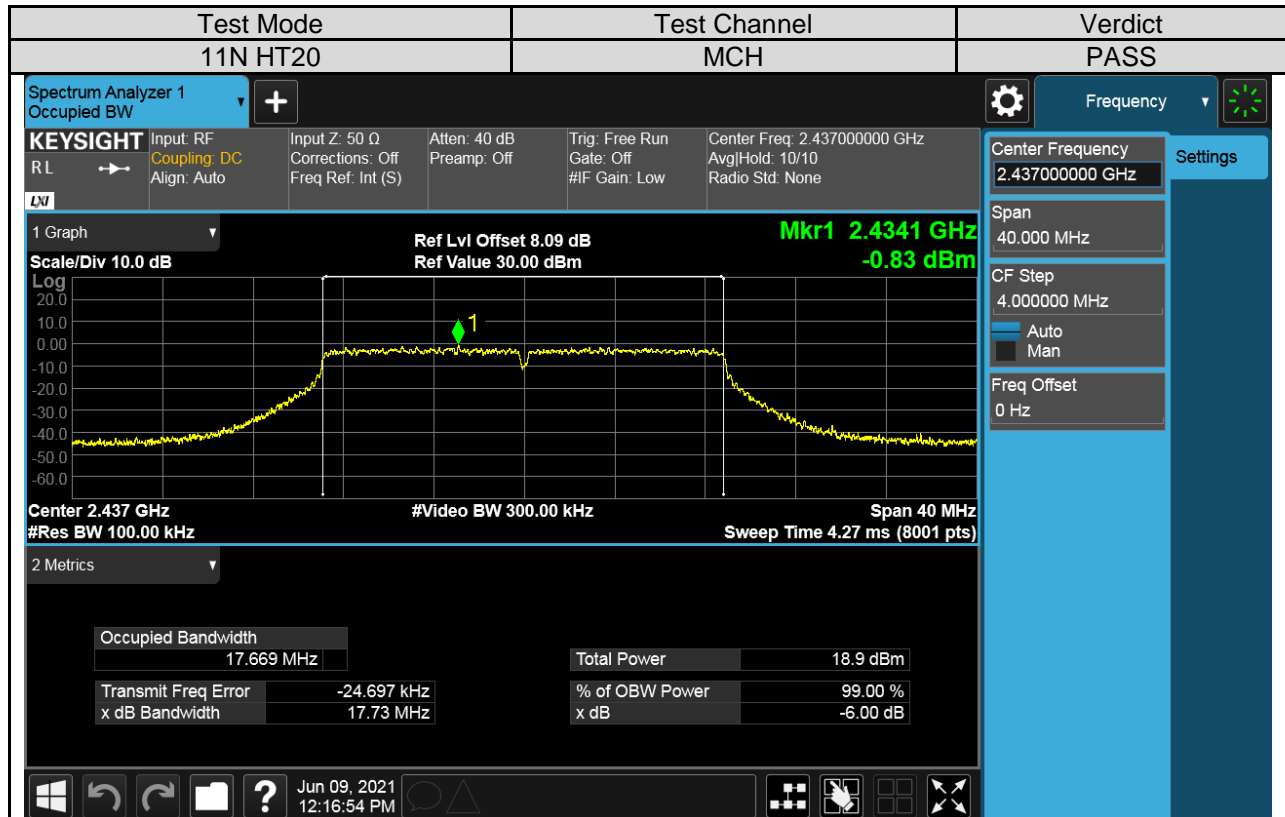 Test Mode Test Channel Verdict
11N HT20 MCH PASS
Spectrum Analyzer 1
Occupied BW
Frequency
KEYSIGHT
RL
LXI
Input: RF
Coupling: DC
Align: Auto
Input Z: 50 Ω
Corrections: Off
Freq Ref: Int (S)
Atten: 40 dB
Preamp: Off
Trig: Free Run
Gate: Off
#IF Gain: Low
Center Freq: 2.437000000 GHz
Avg|Hold: 10/10
Radio Std: None
Center Frequency
2.437000000 GHz
Settings
Span
40.000 MHz
CF Step
4.000000 MHz
Auto
Man
Freq Offset
0 Hz
1 Graph
Scale/Div 10.0 dB
Ref Lvl Offset 8.09 dB
Ref Value 30.00 dBm
Mkr1 2.4341 GHz
-0.83 dBm
Log
20.0
10.0
0.00
-10.0
-20.0
-30.0
-40.0
-50.0
-60.0
1
Center 2.437 GHz
#Res BW 100.00 kHz
#Video BW 300.00 kHz
Span 40 MHz
Sweep Time 4.27 ms (8001 pts)
2 Metrics
Occupied Bandwidth
17.669 MHz
Total Power 18.9 dBm
Transmit Freq Error -24.697 kHz
% of OBW Power 99.00 %
x dB Bandwidth 17.73 MHz
x dB -6.00 dB
?
Jun 09, 2021
12:16:54 PM